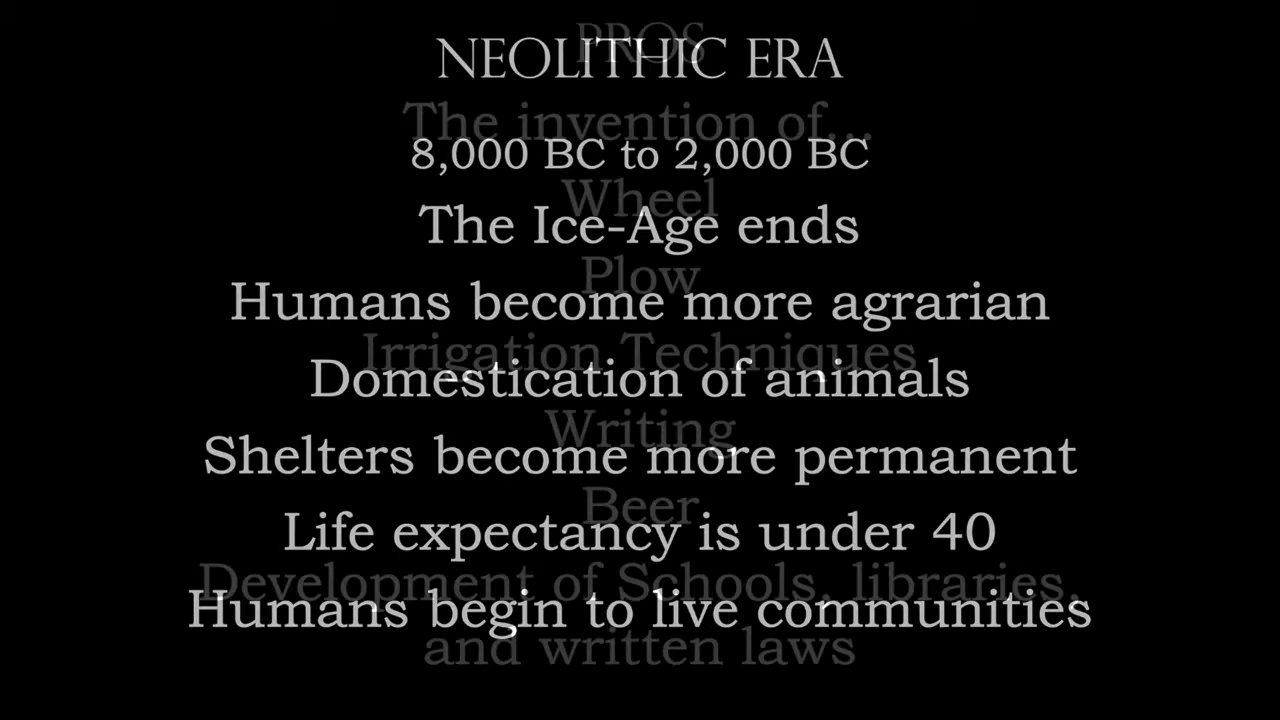 PROS
NEOLITHIC ERA
The invention of...
8,000 BC to 2,000 BC
Wheel
The Ice-Age ends
Plow
Humans become more agrarian
Irrigation Techniques
Domestication of animals
Writing
Shelters become more permanent
Beer
Life expectancy is under 40
Development of Schools, libraries,
Humans begin to live communities
and written laws